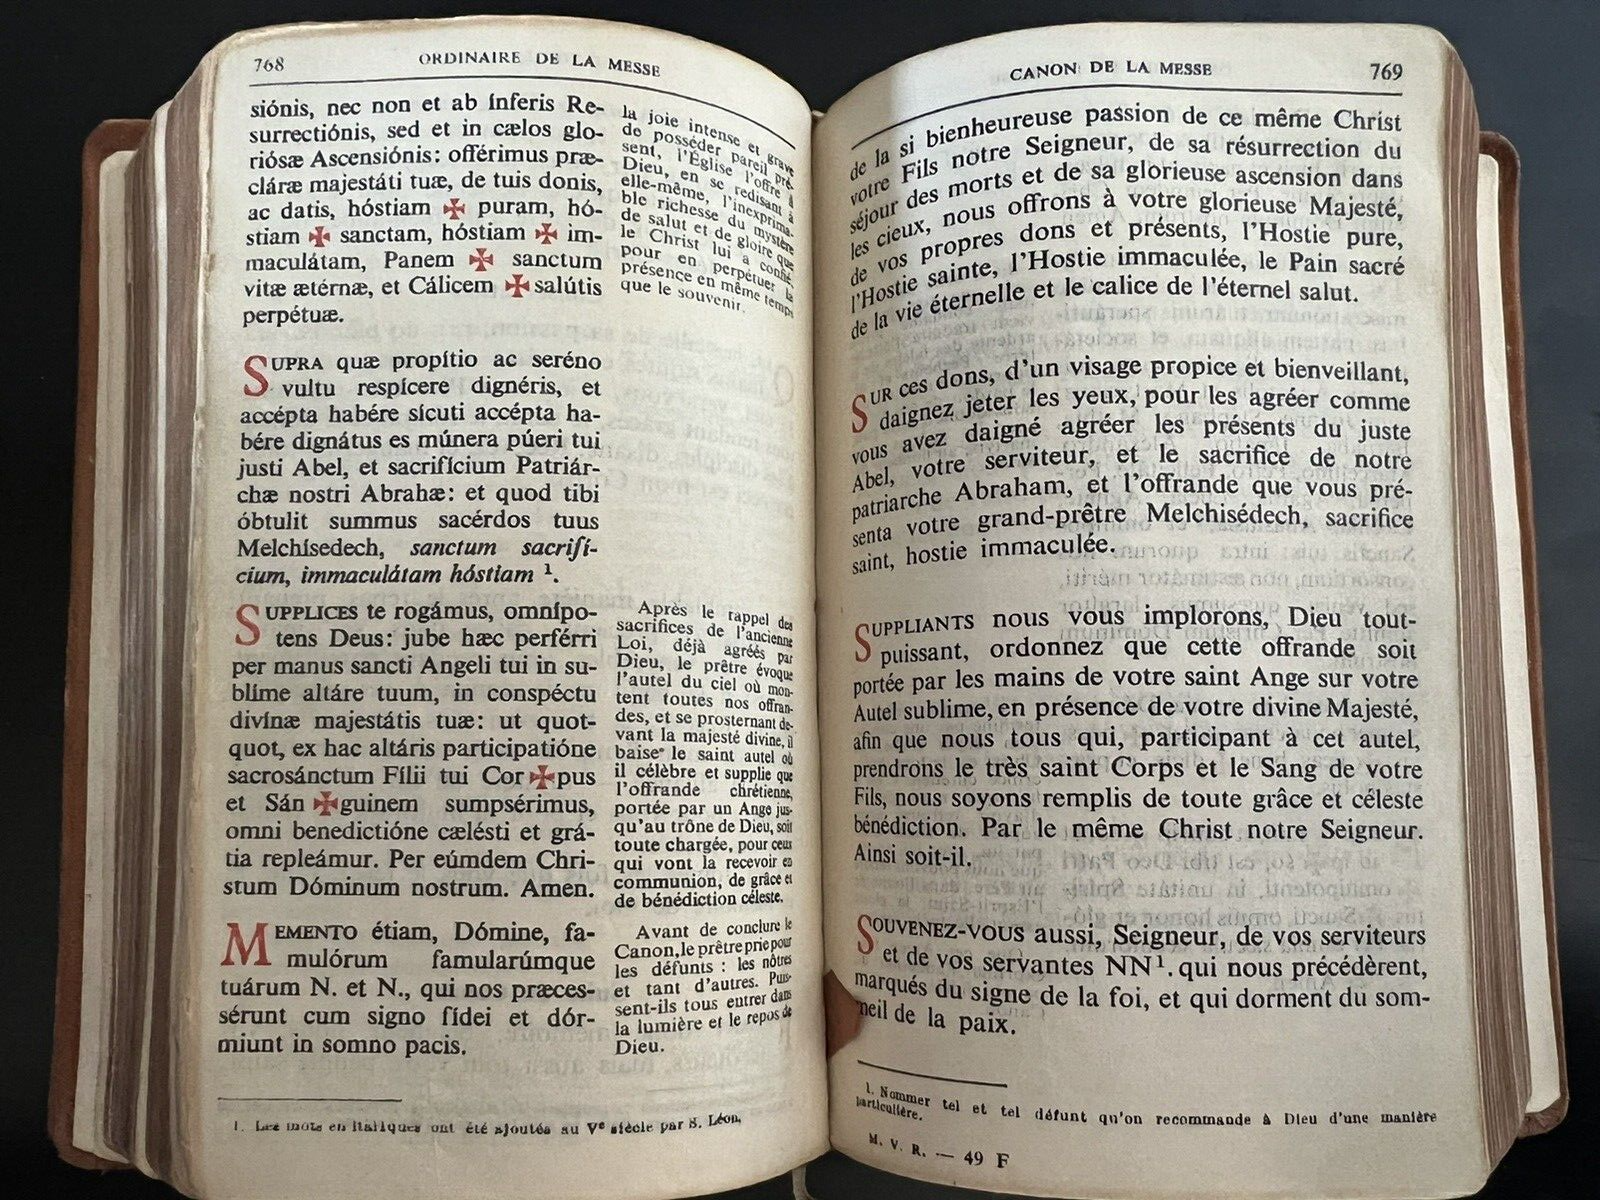 768 ORDINAIRE DE LA MESSE
siónis, nec non et ab ínferis Re-
surrectiónis, sed et in cælos glo-
riósæ Ascensiónis: offérimus præ-
cláræ majestáti tuæ, de tuis donis,
ac datis, hóstiam ✠ puram, hó-
stiam ✠ sanctam, hóstiam ✠ im-
maculátam, Panem ✠ sanctum
vitæ ætérnæ, et Cálicem ✠ salútis
perpétuæ.
la joie intense et grave
de posséder pareil pré-
sent, l'Église l'offre à
Dieu, en se redisant à
elle-même, l'inexprima-
ble richesse du mystère
de salut et de gloire que
le Christ lui a confié,
pour en perpétuer la
présence en même temps
que le souvenir.
SUPRA quæ propítio ac seréno
vultu respícere dignéris, et
accépta habére sícuti accépta ha-
bére dignátus es múnera púeri tui
justi Abel, et sacrifícium Patriár-
chæ nostri Abrahæ: et quod tibi
óbtulit summus sacérdos tuus
Melchísedech, sanctum sacrifí-
cium, immaculátam hóstiam ¹.
SUPPLICES te rogámus, omnípo-
tens Deus: jube hæc perférri
per manus sancti Angeli tui in su-
blíme altáre tuum, in conspéctu
divínæ majestátis tuæ: ut quot-
quot, ex hac altáris participatióne
sacrosánctum Fílii tui Cor ✠ pus
et Sán ✠ guinem sumpsérimus,
omni benedictióne cælésti et grá-
tia repleámur. Per eúmdem Chri-
stum Dóminum nostrum. Amen.
Après le rappel des
sacrifices de l'ancienne
Loi, déjà agréés par
Dieu, le prêtre évoque
l'autel du ciel où mon-
tent toutes nos offran-
des, et se prosternant de-
vant la majesté divine, il
baise le saint autel où
il célèbre et supplie que
l'offrande chrétienne,
portée par un Ange jus-
qu'au trône de Dieu, soit
toute chargée, pour ceux
qui vont la recevoir en
communion, de grâce et
de bénédiction céleste.
MEMENTO étiam, Dómine, fa-
mulórum famularúmque
tuárum N. et N., qui nos præces-
sérunt cum signo fídei et dór-
miunt in somno pacis.
Avant de conclure le
Canon, le prêtre prie pour
les défunts : les nôtres
et tant d'autres. Puis-
sent-ils tous entrer dans
la lumière et le repos de
Dieu.
1. Les mots en italiques ont été ajoutés au Vᵉ siècle par S. Léon.
CANON DE LA MESSE 769
de la si bienheureuse passion de ce même Christ
votre Fils notre Seigneur, de sa résurrection du
séjour des morts et de sa glorieuse ascension dans
les cieux, nous offrons à votre glorieuse Majesté,
de vos propres dons et présents, l'Hostie pure,
l'Hostie sainte, l'Hostie immaculée, le Pain sacré
de la vie éternelle et le calice de l'éternel salut.
SUR ces dons, d'un visage propice et bienveillant,
daignez jeter les yeux, pour les agréer comme
vous avez daigné agréer les présents du juste
Abel, votre serviteur, et le sacrifice de notre
patriarche Abraham, et l'offrande que vous pré-
senta votre grand-prêtre Melchisédech, sacrifice
saint, hostie immaculée.
SUPPLIANTS nous vous implorons, Dieu tout-
puissant, ordonnez que cette offrande soit
portée par les mains de votre saint Ange sur votre
Autel sublime, en présence de votre divine Majesté,
afin que nous tous qui, participant à cet autel,
prendrons le très saint Corps et le Sang de votre
Fils, nous soyons remplis de toute grâce et céleste
bénédiction. Par le même Christ notre Seigneur.
Ainsi soit-il.
SOUVENEZ-VOUS aussi, Seigneur, de vos serviteurs
et de vos servantes NN¹. qui nous précédèrent,
marqués du signe de la foi, et qui dorment du som-
meil de la paix.
1. Nommer tel et tel défunt qu'on recommande à Dieu d'une manière
particulière.
M. V. R. — 49 F